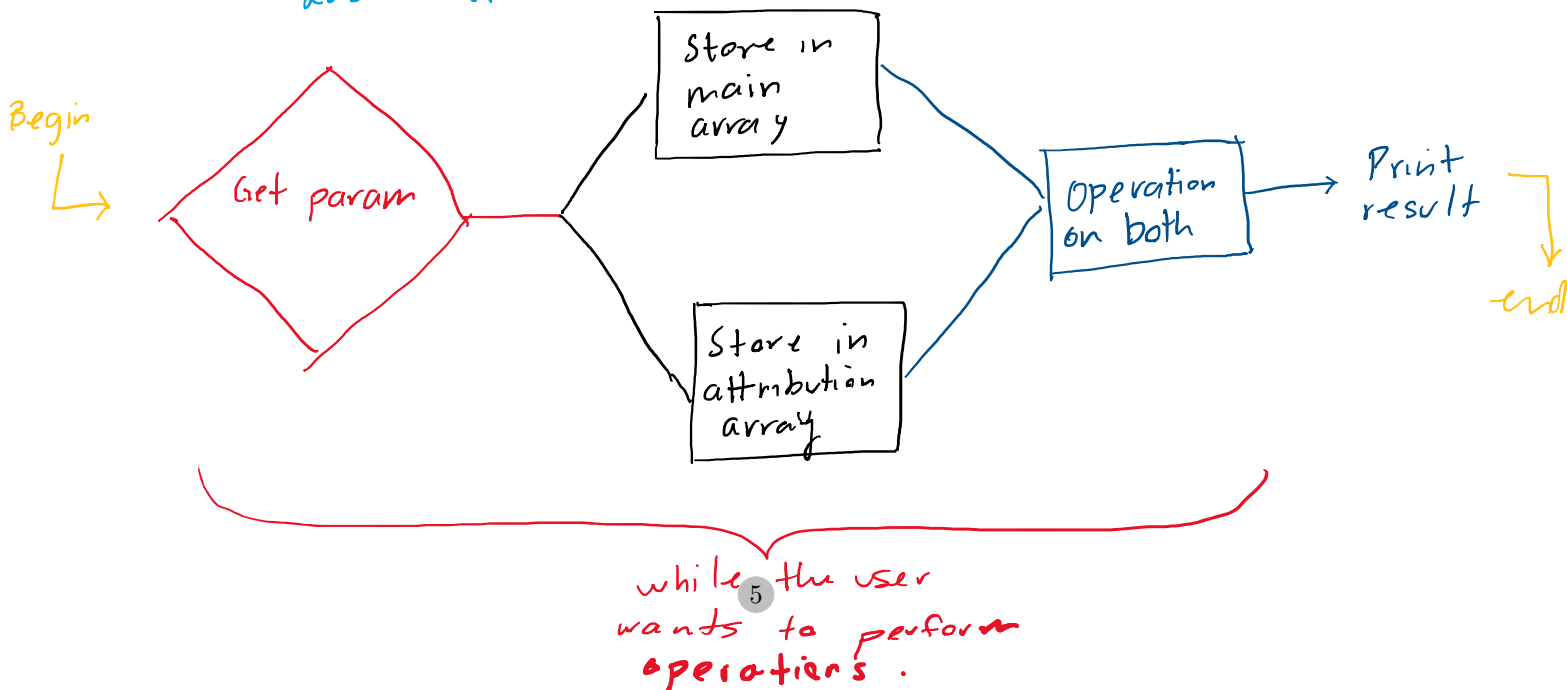 Begin
Get param
Store in
main
array
Store in
attribution
array
Operation
on both
Print
result
end
while the user
5
wants to perform
operations.